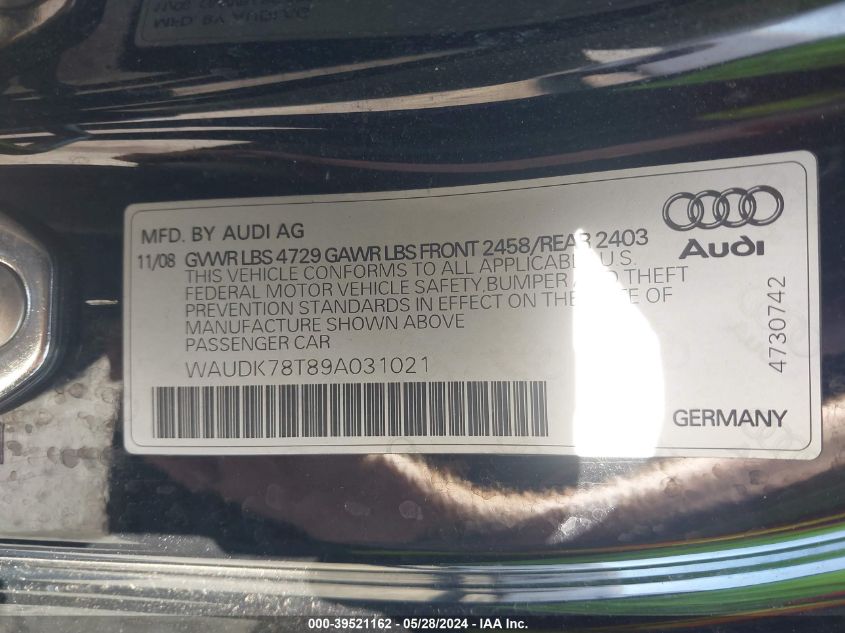 MFD. BY AUDI AG
11/08 GVWR LBS 4729 GAWR LBS FRONT 2458/REAR 2403
THIS VEHICLE CONFORMS TO ALL APPLICABLE U.S.
FEDERAL MOTOR VEHICLE SAFETY, BUMPER AND THEFT
PREVENTION STANDARDS IN EFFECT ON THE DATE OF
MANUFACTURE SHOWN ABOVE
PASSENGER CAR
WAUDK78T89A031021
Audi
4730742
GERMANY
000-39521162 - 05/28/2024 - IAA Inc.